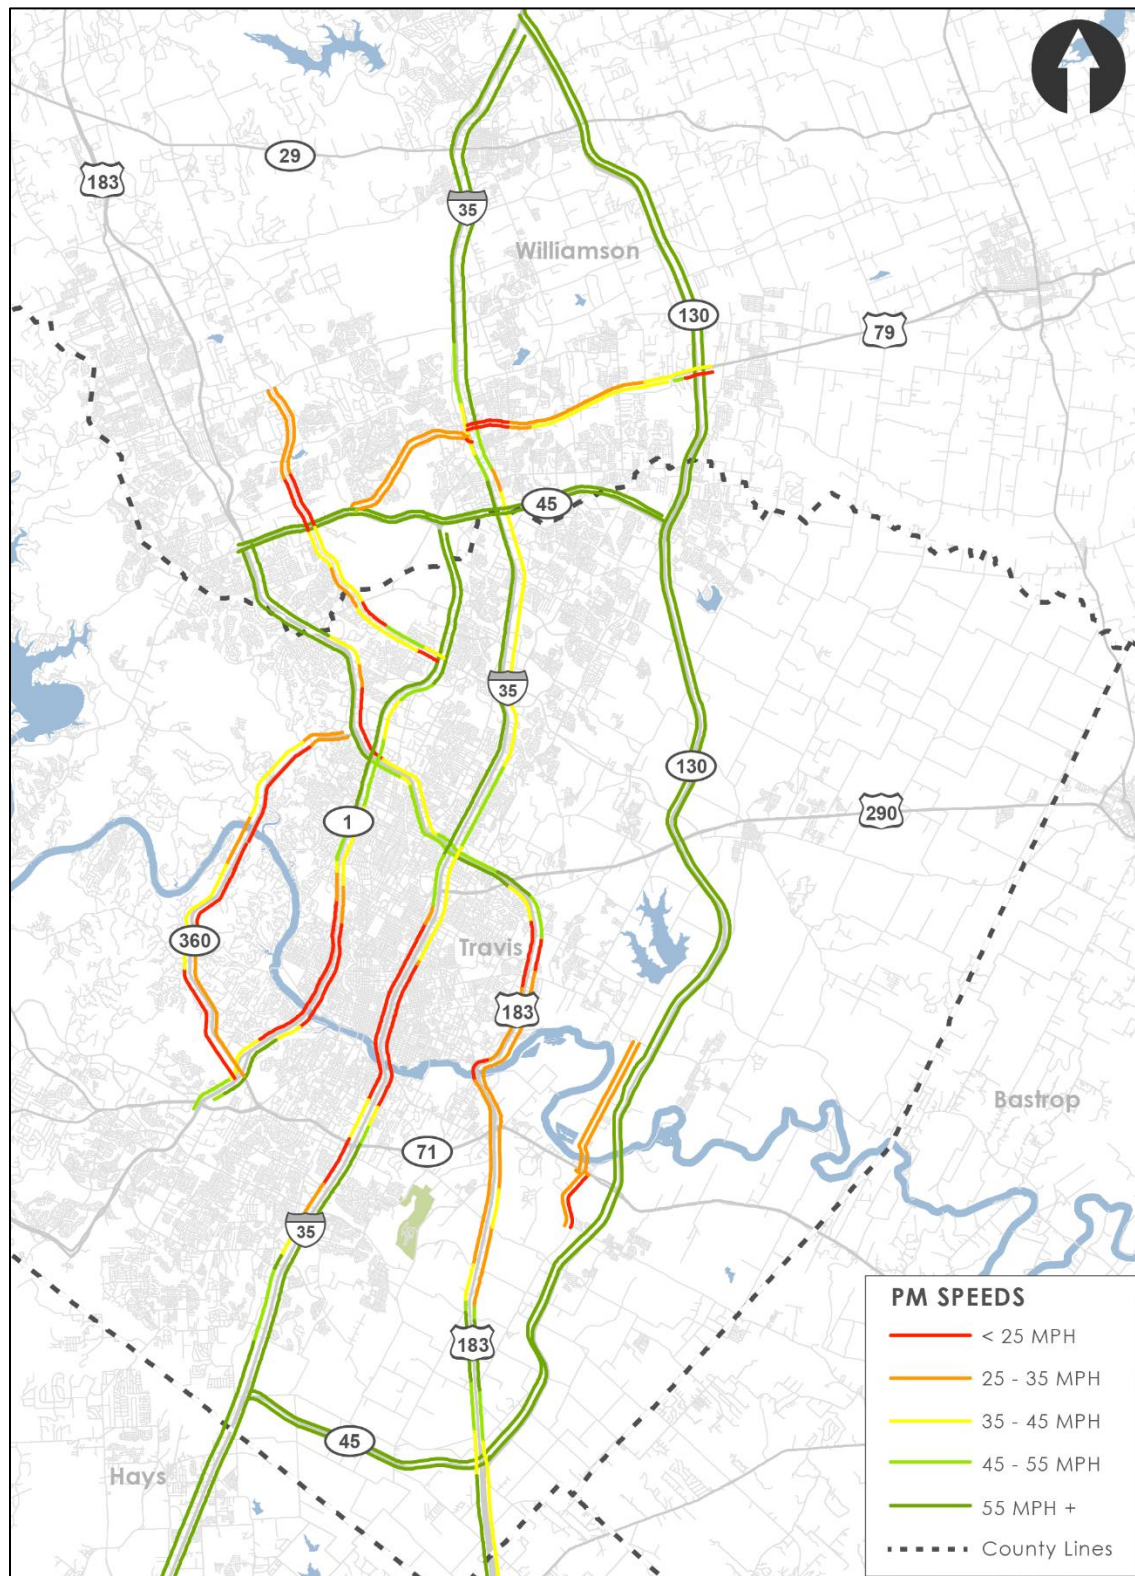 29
183
35
Williamson
130
79
45
35
130
290
1
360
Travis
183
Bastrop
71
35
183
45
Hays
PM SPEEDS
< 25 MPH
25 - 35 MPH
35 - 45 MPH
45 - 55 MPH
55 MPH +
County Lines